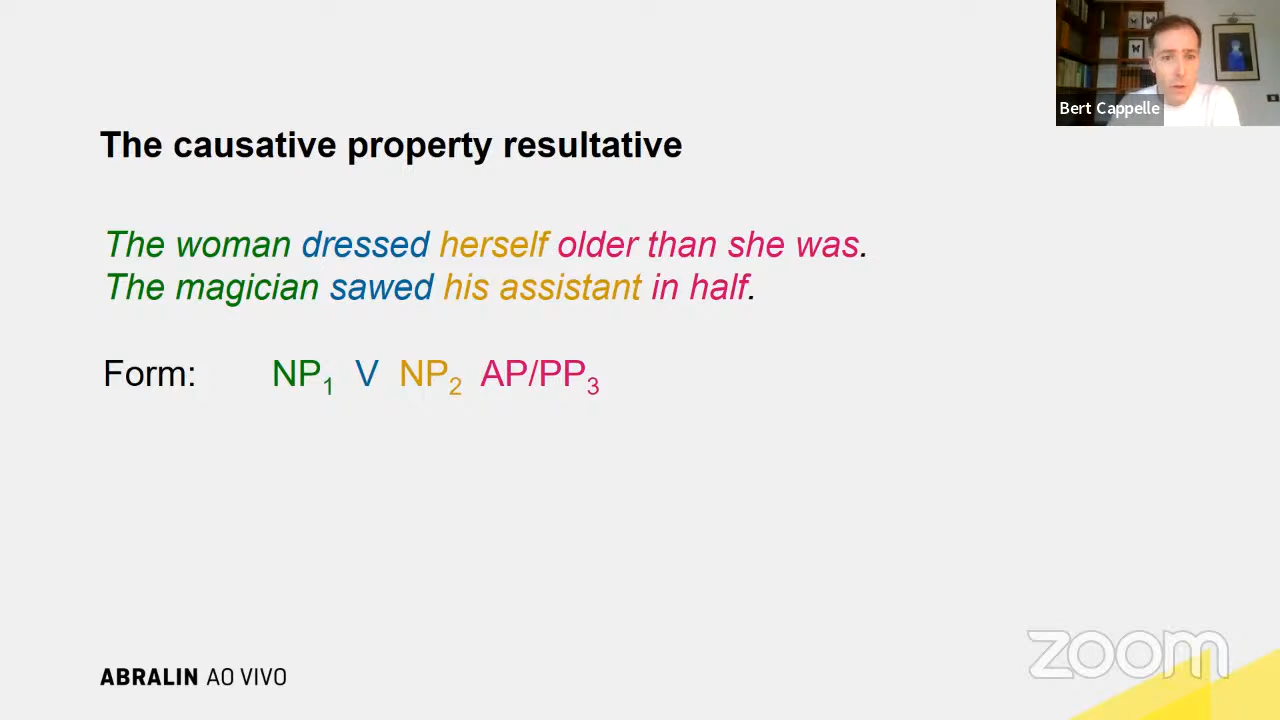 Bert Cappelle
The causative property resultative
The woman dressed herself older than she was.
The magician sawed his assistant in half.
Form: NP1 V NP2 AP/PP3
ABRALIN AO VIVO
zoom